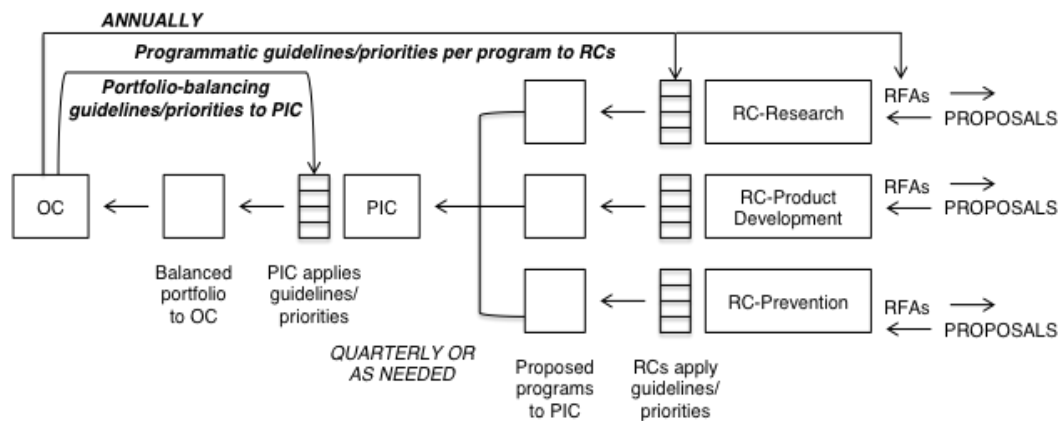 ANNUALLY
Programmatic guidelines/priorities per program to RCs
Portfolio-balancing
guidelines/priorities to PIC
RC-Research
RFAs
PROPOSALS
OC
PIC
RC-Product
Development
RFAs
PROPOSALS
Balanced
portfolio
to OC
PIC applies
guidelines/
priorities
RC-Prevention
RFAs
PROPOSALS
QUARTERLY OR
AS NEEDED
Proposed
programs
to PIC
RCs apply
guidelines/
priorities